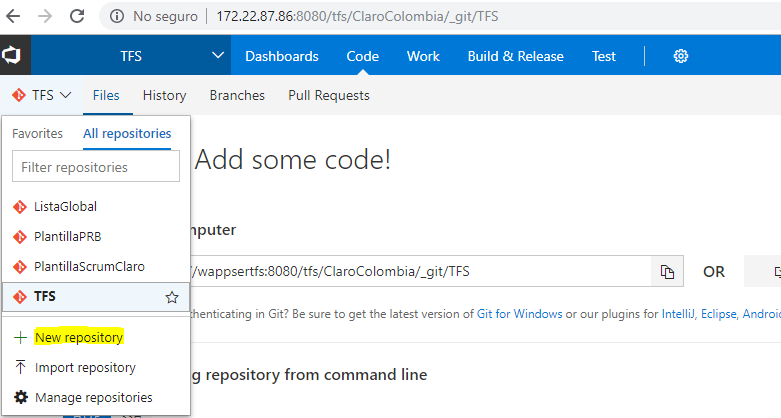 No seguro | 172.22.87.86:8080/tfs/ClaroColombia/_git/TFS
TFS Dashboards Code Work Build & Release Test
TFS Files History Branches Pull Requests
Favorites All repositories
Filter repositories
Add some code!
ListaGlobal
PlantillaPRB
mputer
PlantillaScrumClaro
//wappsertfs:8080/tfs/ClaroColombia/_git/TFS OR
TFS
thenticating in Git? Be sure to get the latest version of Git for Windows or our plugins for IntelliJ, Eclipse, Android
New repository
Import repository
g repository from command line
Manage repositories